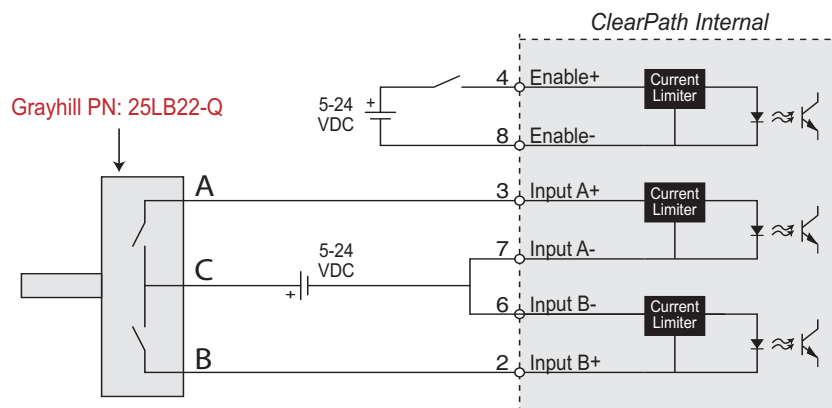 ClearPath Internal
Grayhill PN: 25LB22-Q
5-24
VDC
+
4 Enable+
8 Enable-
Current
Limiter
A
3 Input A+
Current
Limiter
7 Input A-
C
5-24
VDC
+
6 Input B-
Current
Limiter
B
2 Input B+